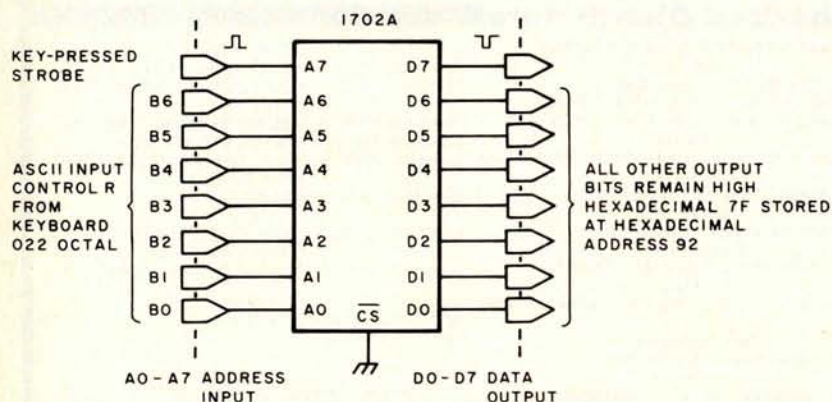 1702A
KEY-PRESSED
STROBE
A7
D7
B6
A6
D6
B5
A5
D5
B4
A4
D4
B3
A3
D3
B2
A2
D2
B1
A1
D1
B0
A0
D0
ASCII INPUT
CONTROL R
FROM
KEYBOARD
022 OCTAL
ALL OTHER OUTPUT
BITS REMAIN HIGH
HEXADECIMAL 7F STORED
AT HEXADECIMAL
ADDRESS 92
CS
A0-A7 ADDRESS
INPUT
D0-D7 DATA
OUTPUT